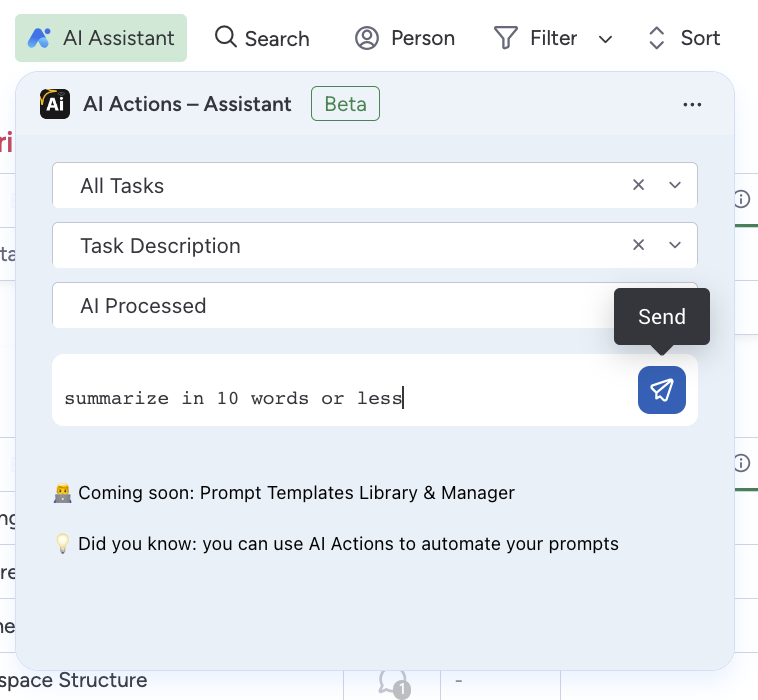 AI Assistant Search Person Filter Sort
Ai AI Actions – Assistant Beta ...
ri
All Tasks
Task Description
AI Processed
Send
summarize in 10 words or less
👨‍💻 Coming soon: Prompt Templates Library & Manager
💡 Did you know: you can use AI Actions to automate your prompts
space Structure 1 -